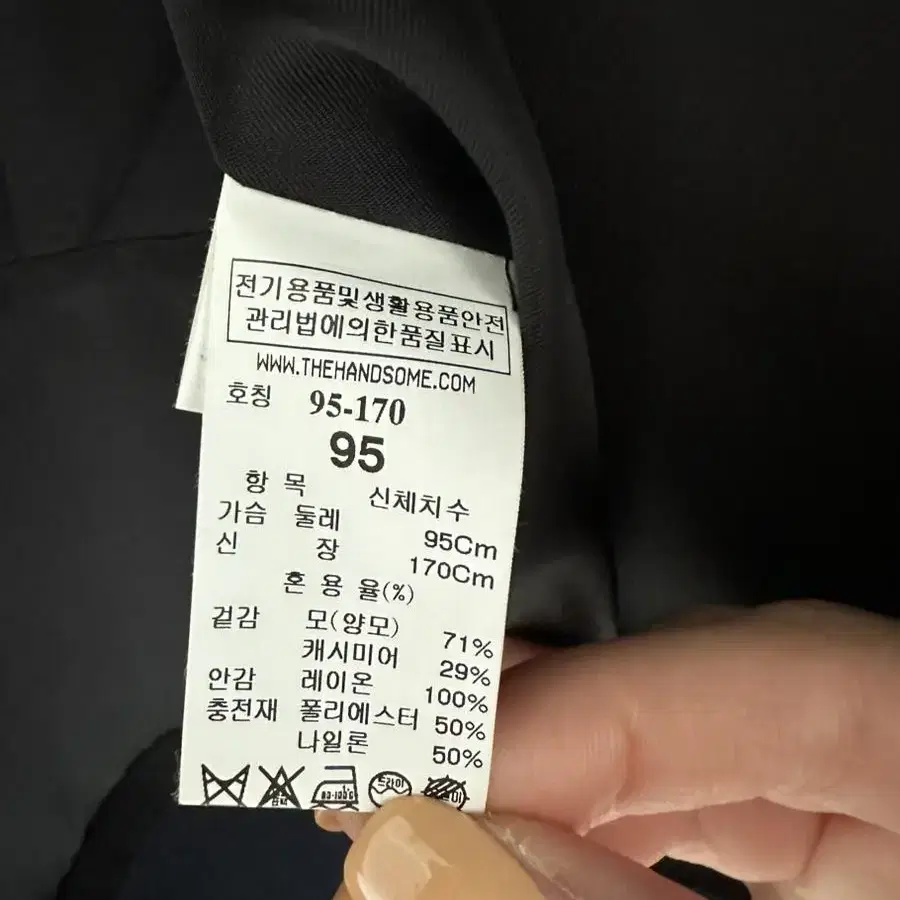 전기용품및생활용품안전
관리법에의한품질표시
WWW.THEHANDSOME.COM
호칭 95-170
95
항 목 신체치수
가슴 둘레 95Cm
신 장 170Cm
혼 용 율(%)
겉감 모(양모) 71%
캐시미어 29%
안감 레이온 100%
충전재 폴리에스터 50%
나일론 50%
드라이